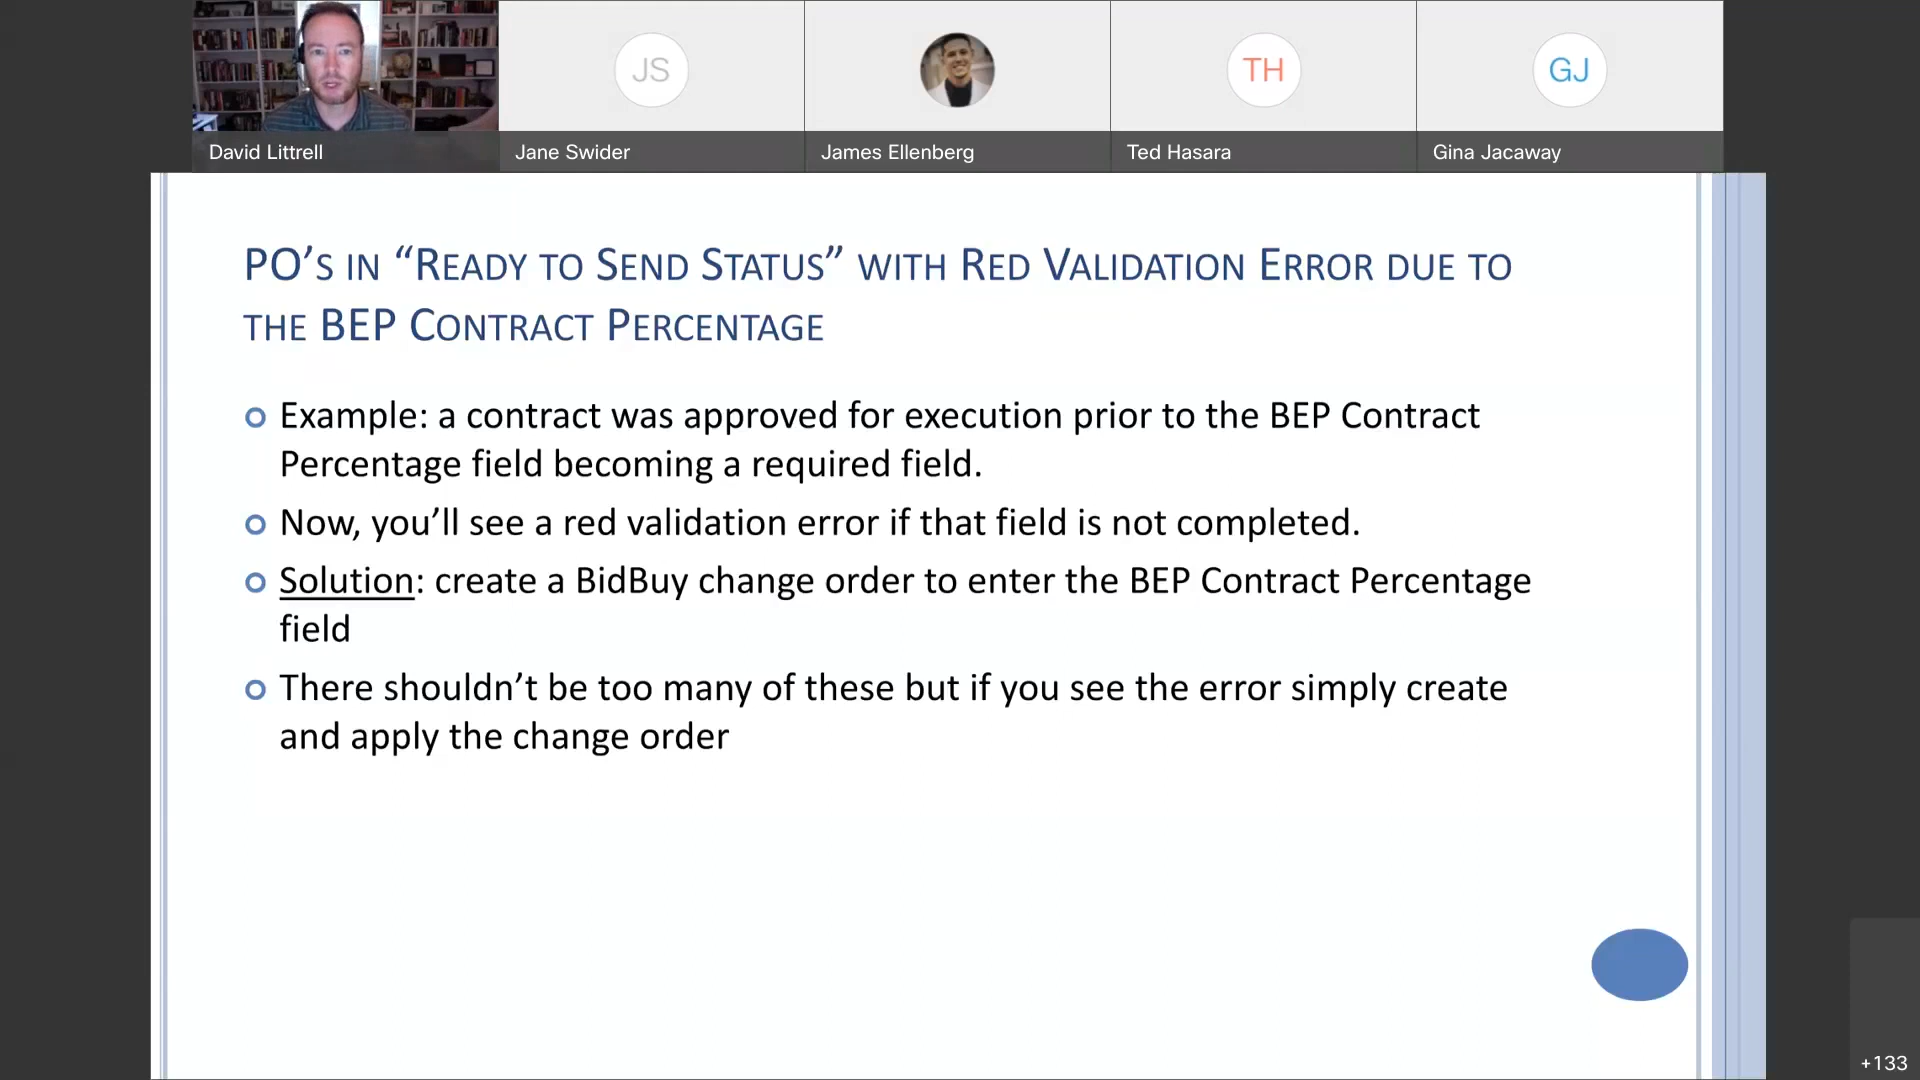 JS
TH
GJ
David Littrell
Jane Swider
James Ellenberg
Ted Hasara
Gina Jacaway
PO’s in “Ready to Send Status” with Red Validation Error due to
the BEP Contract Percentage
Example: a contract was approved for execution prior to the BEP Contract
Percentage field becoming a required field.
Now, you’ll see a red validation error if that field is not completed.
Solution: create a BidBuy change order to enter the BEP Contract Percentage
field
There shouldn’t be too many of these but if you see the error simply create
and apply the change order
+133